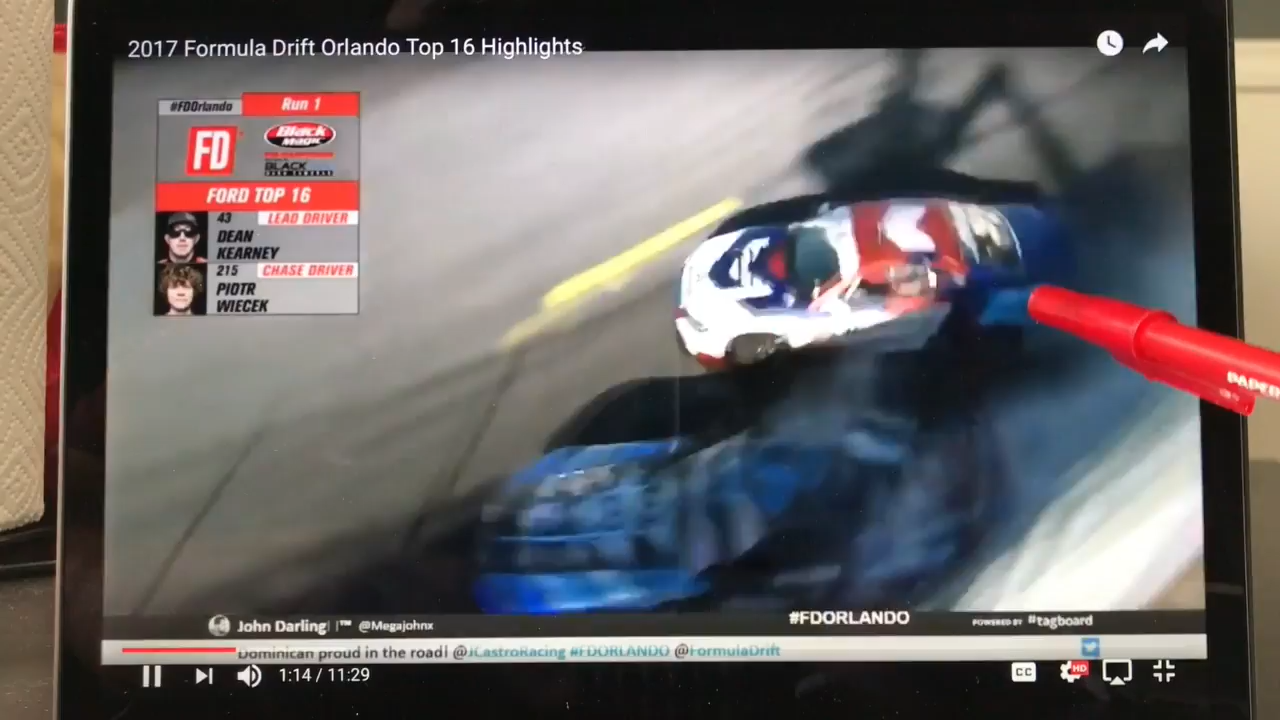 2017 Formula Drift Orlando Top 16 Highlights
#FDOrlando
Run 1
FD
Black Magic
BLACK
FORD TOP 16
43
LEAD DRIVER
DEAN
KEARNEY
215
CHASE DRIVER
PIOTR
WIECEK
PAPER
John Darling
@Megajohnx
#FDORLANDO
POWERED BY #tagboard
Dominican proud in the road! @JCastroRacing #FDORLANDO @FormulaDrift
1:14 / 11:29
CC
HD